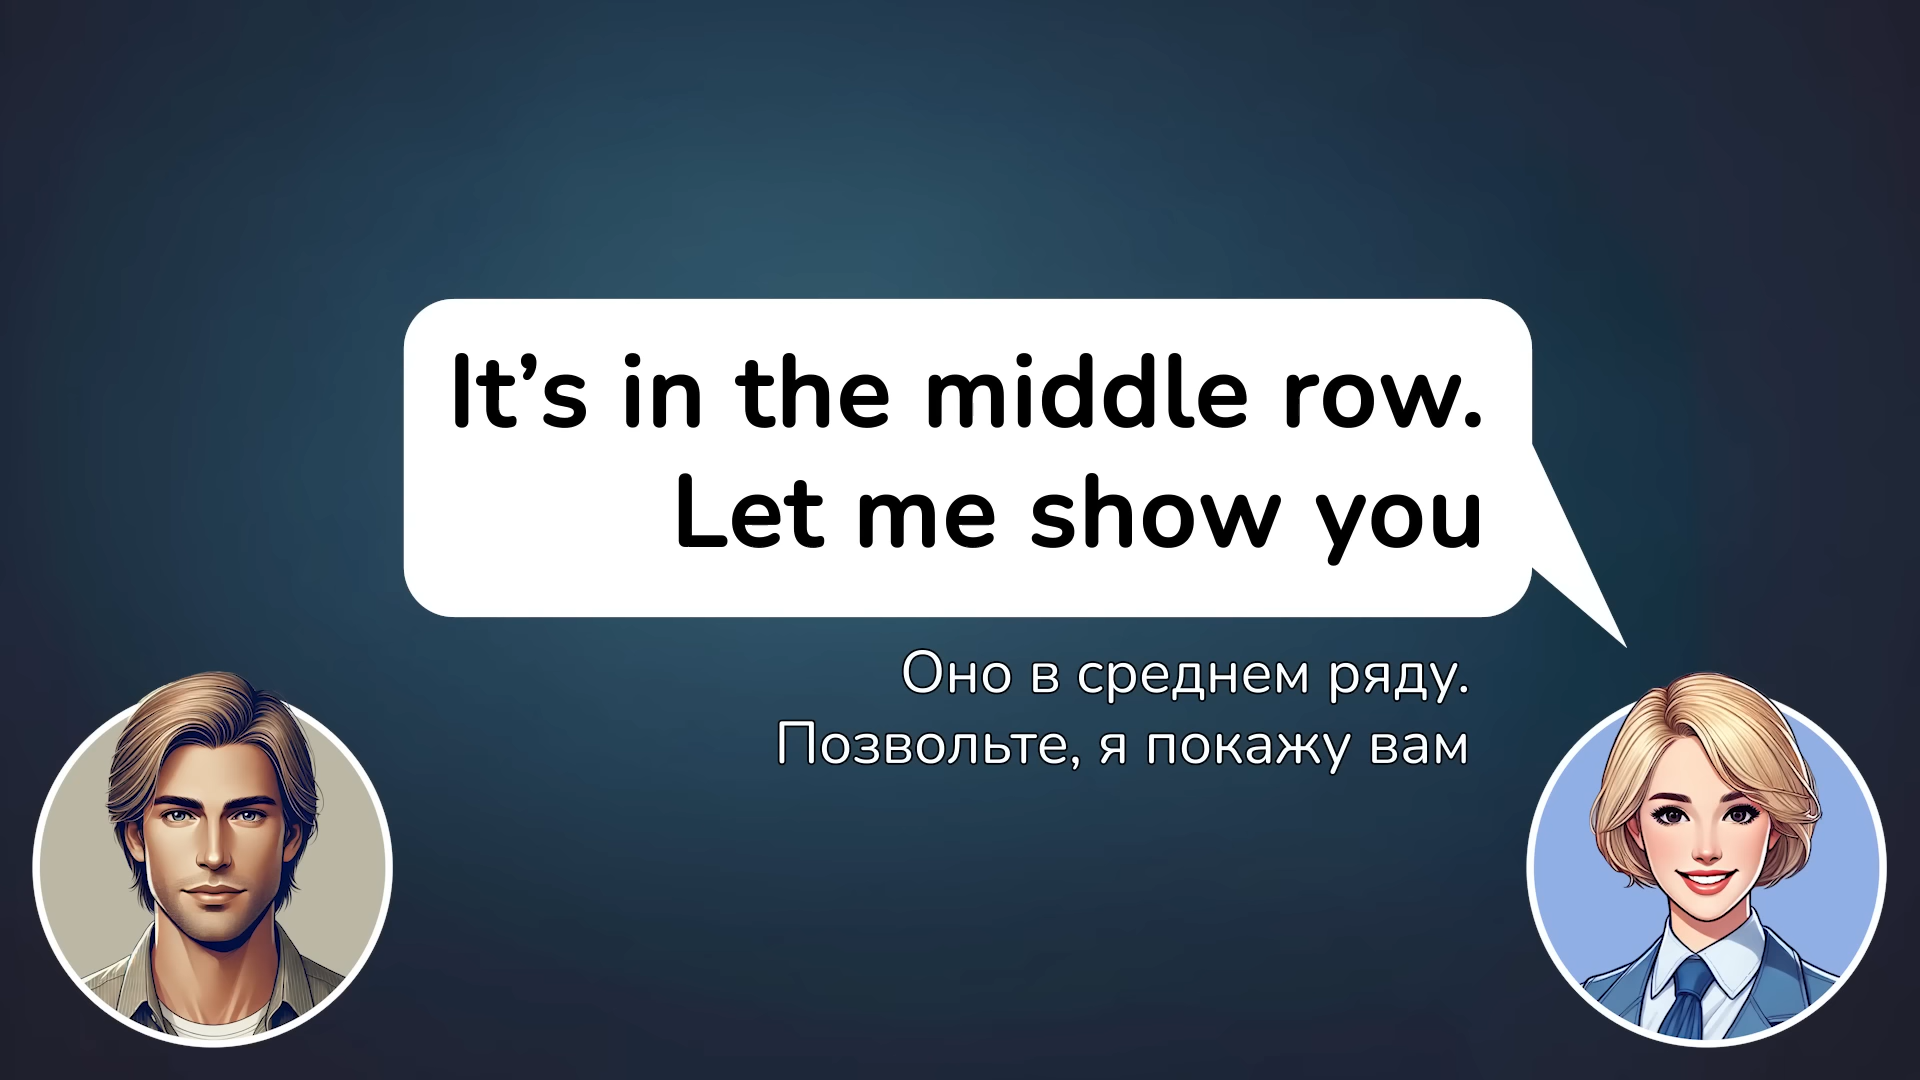 It’s in the middle row.
Let me show you
Оно в среднем ряду.
Позвольте, я покажу вам